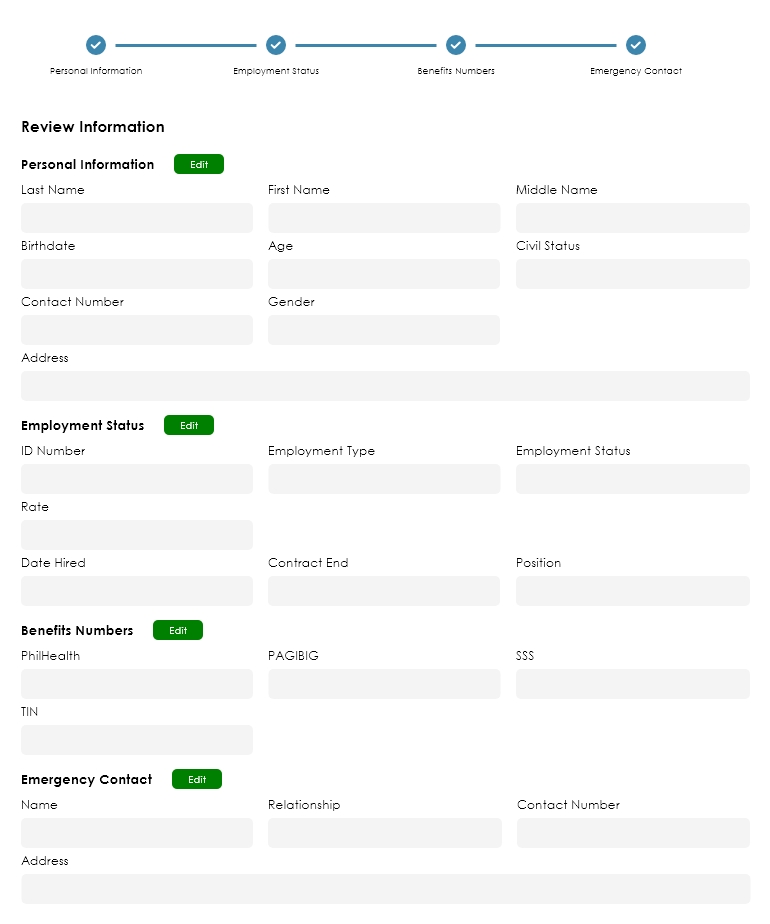 Personal Information Employment Status Benefits Numbers Emergency Contact
Review Information
Personal Information Edit
Last Name First Name Middle Name
Birthdate Age Civil Status
Contact Number Gender
Address
Employment Status Edit
ID Number Employment Type Employment Status
Rate
Date Hired Contract End Position
Benefits Numbers Edit
PhilHealth PAGIBIG SSS
TIN
Emergency Contact Edit
Name Relationship Contact Number
Address